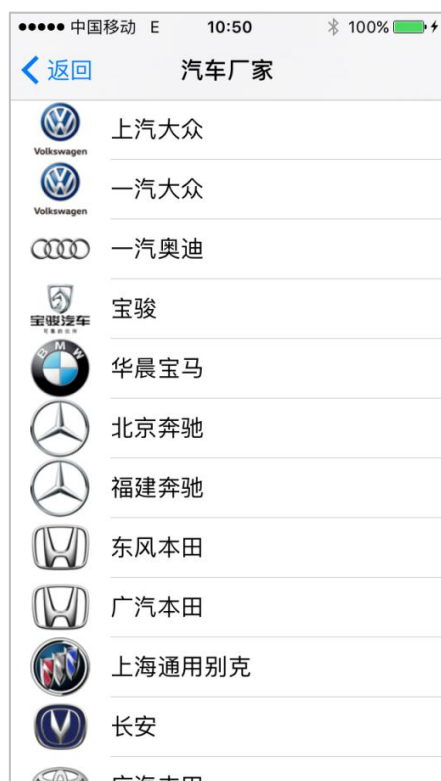 中国移动 E 10:50 100%
返回 汽车厂家
Volkswagen
上汽大众
Volkswagen
一汽大众
一汽奥迪
宝骏汽车
宝骏
BMW
华晨宝马
北京奔驰
福建奔驰
东风本田
广汽本田
上海通用别克
长安